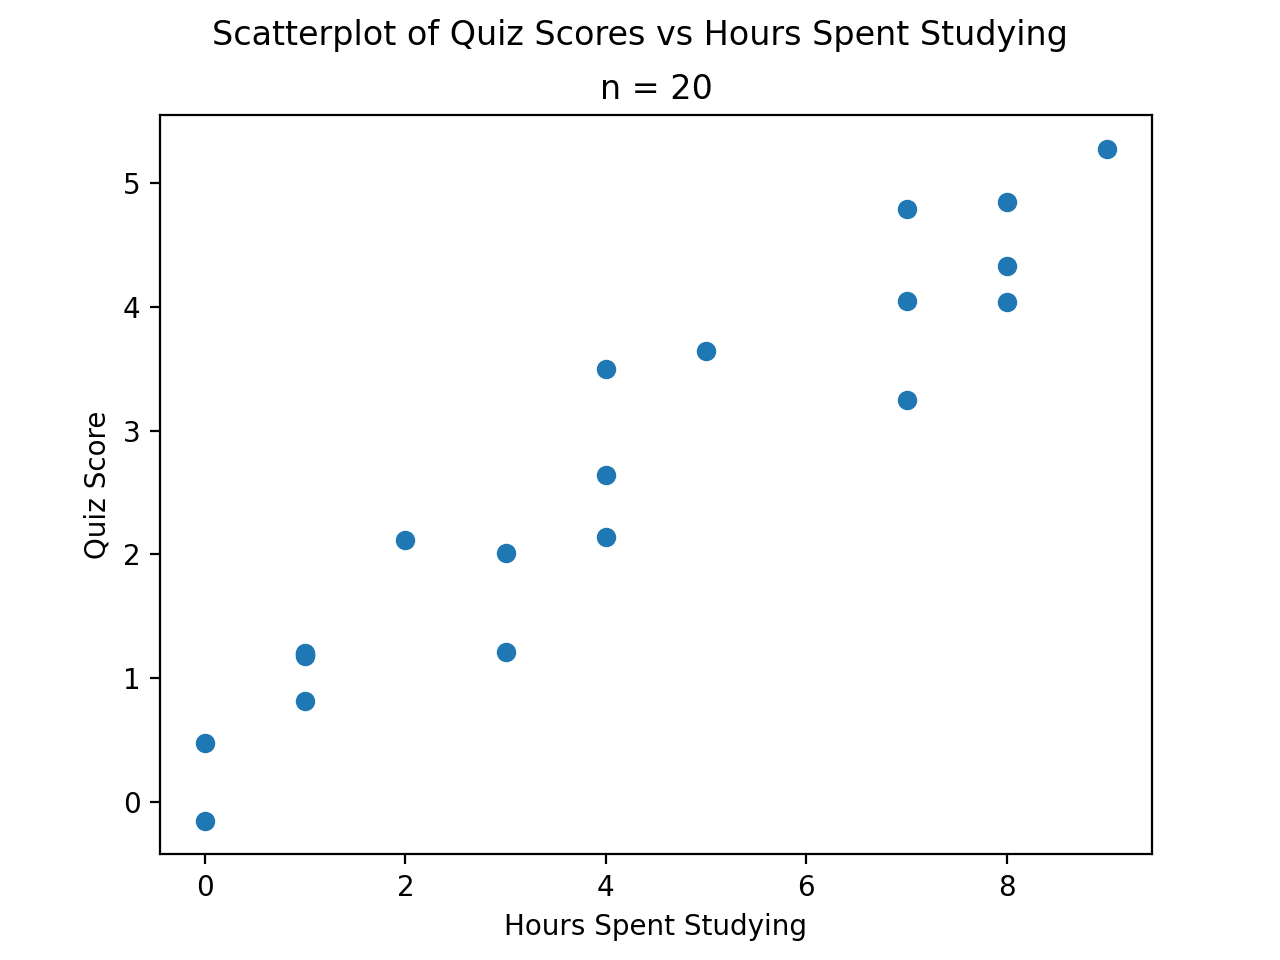 Scatterplot of Quiz Scores vs Hours Spent Studying
n = 20
5
4
3
2
1
0
Quiz Score
0 2 4 6 8
Hours Spent Studying